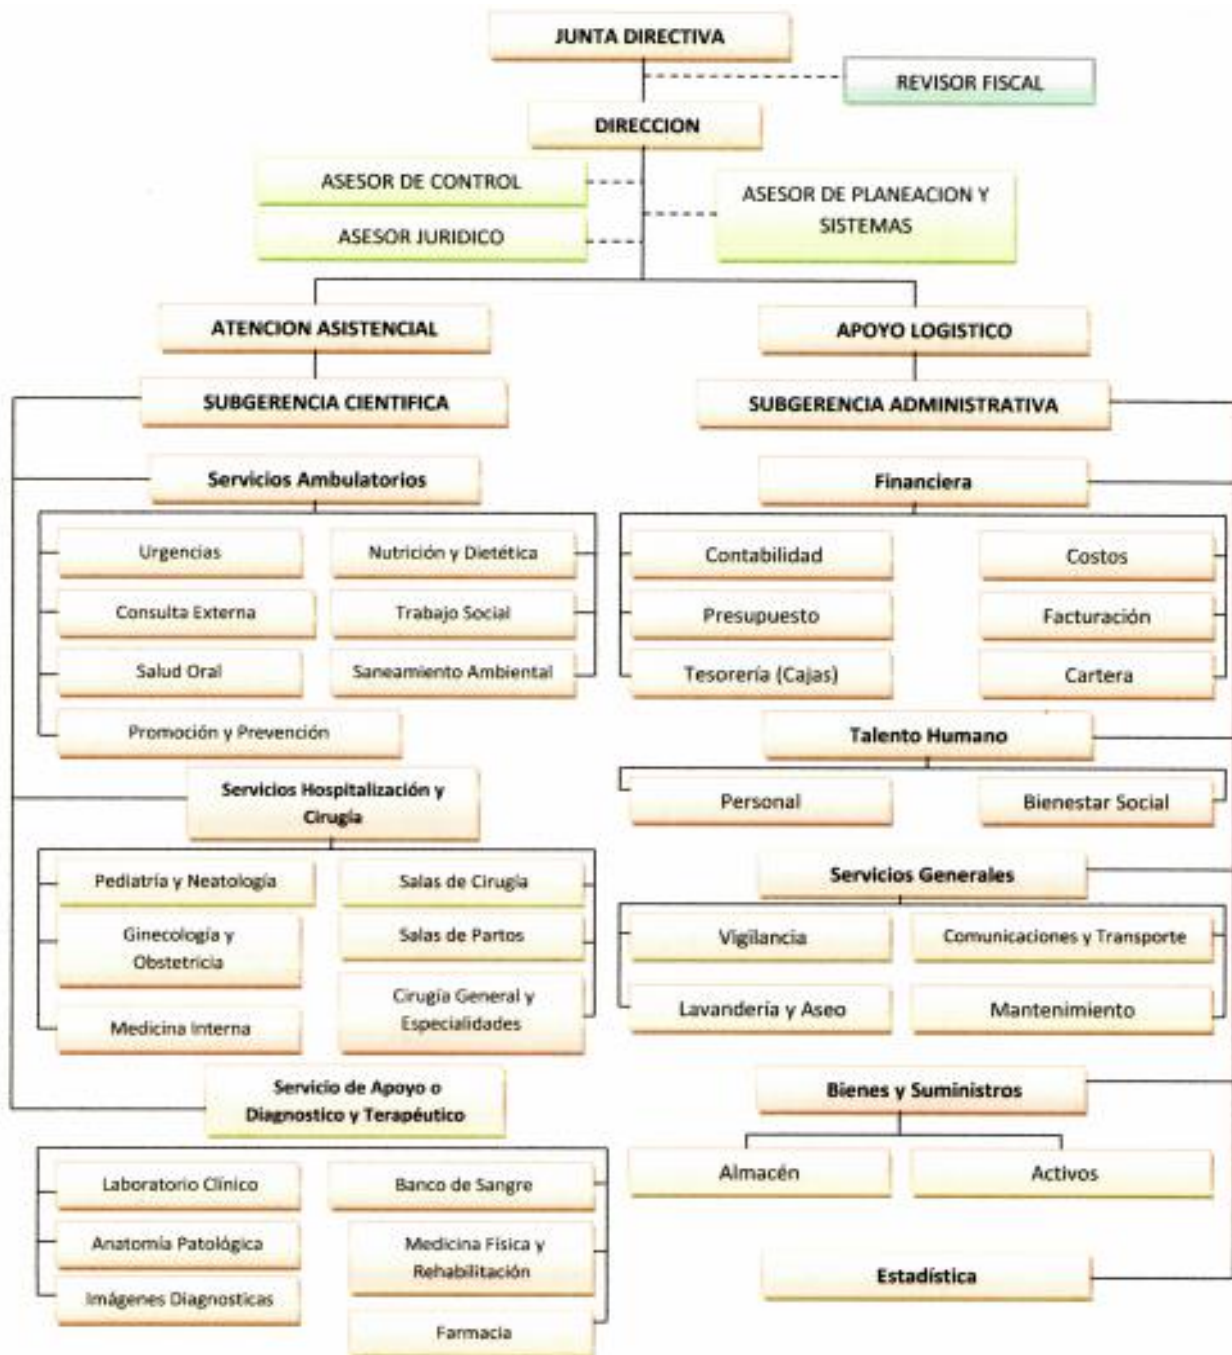 JUNTA DIRECTIVA
REVISOR FISCAL
DIRECCION
ASESOR DE CONTROL
ASESOR DE PLANEACION Y
SISTEMAS
ASESOR JURIDICO
ATENCION ASISTENCIAL
SUBGERENCIA CIENTIFICA
Servicios Ambulatorios
Urgencias
Nutrición y Dietética
Consulta Externa
Trabajo Social
Salud Oral
Saneamiento Ambiental
Promoción y Prevención
Servicios Hospitalización y
Cirugía
Pediatría y Neatología
Salas de Cirugía
Ginecología y
Obstetricia
Salas de Partos
Cirugía General y
Especialidades
Medicina Interna
Servicio de Apoyo o
Diagnostico y Terapéutico
Laboratorio Clínico
Banco de Sangre
Anatomía Patológica
Medicina Física y
Rehabilitación
Imágenes Diagnosticas
Farmacia
APOYO LOGISTICO
SUBGERENCIA ADMINISTRATIVA
Financiera
Contabilidad
Costos
Presupuesto
Facturación
Tesorería (Cajas)
Cartera
Talento Humano
Personal
Bienestar Social
Servicios Generales
Vigilancia
Comunicaciones y Transporte
Lavandería y Aseo
Mantenimiento
Bienes y Suministros
Almacén
Activos
Estadística